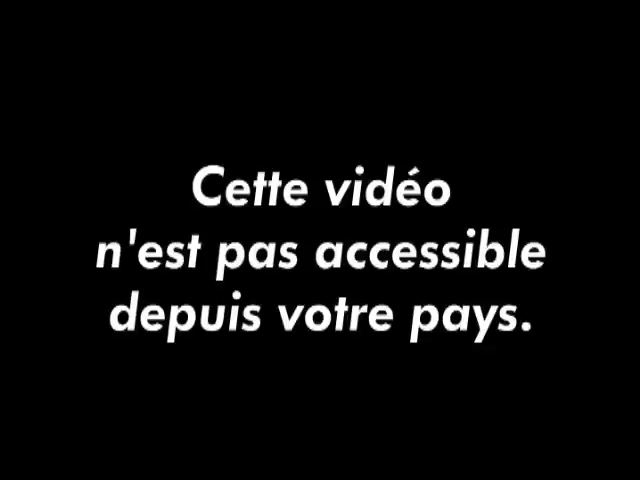 Cette vidéo
n'est pas accessible
depuis votre pays.